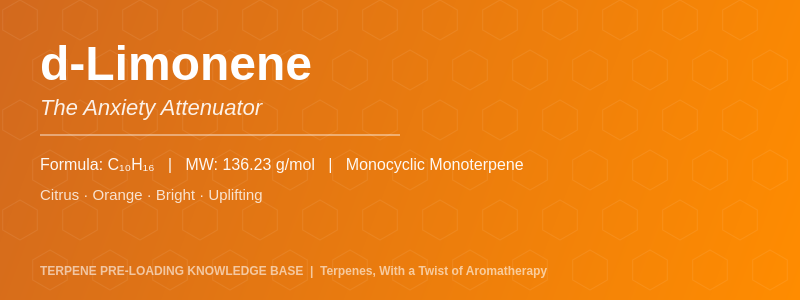 d-Limonene
The Anxiety Attenuator
Formula: C₁₀H₁₆ | MW: 136.23 g/mol | Monocyclic Monoterpene
Citrus · Orange · Bright · Uplifting
TERPENE PRE-LOADING KNOWLEDGE BASE | Terpenes, With a Twist of Aromatherapy